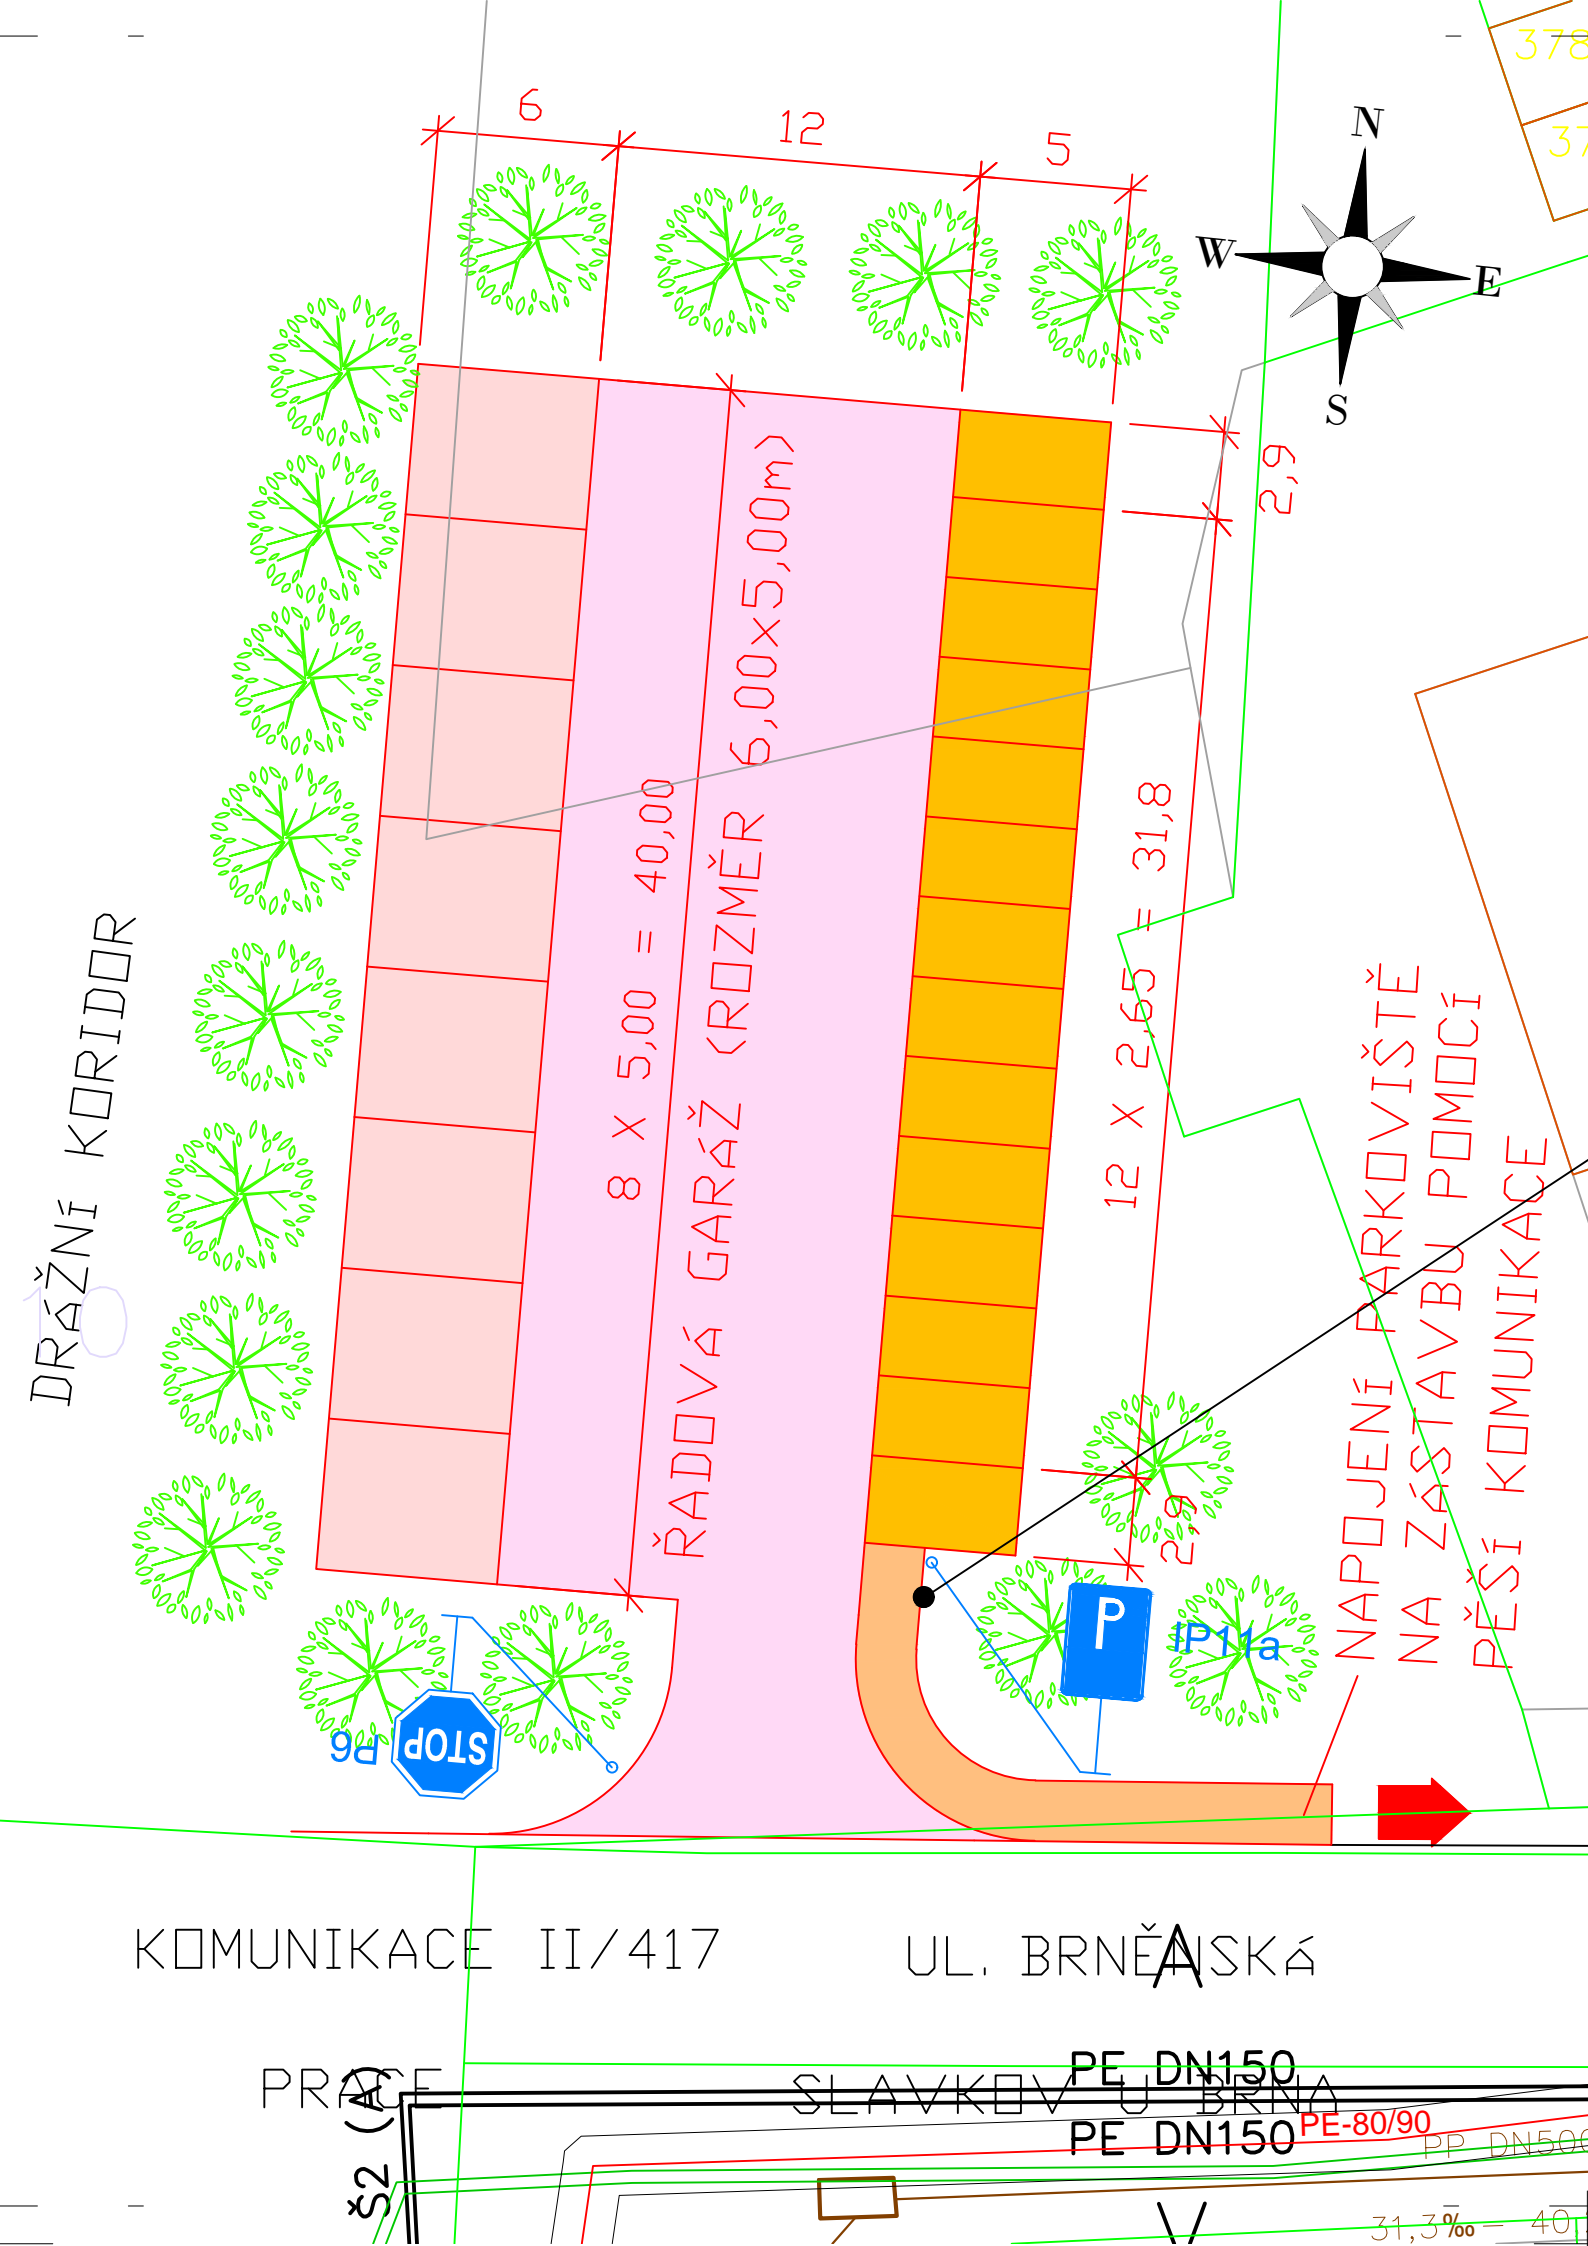 378
37
6
12
5
N
W
E
S
2,9
ŘADOVÁ GARÁŽ (ROZMĚR 6,00x5,00m)
8 X 5,00 = 40,00
12 X 2,65 = 31,8
2,9
DRÁŽNÍ KORIDOR
10
NAPOJENÍ PARKOVIŠTĚ
NA ZÁSTAVBU POMOCÍ
PĚŠÍ KOMUNIKACE
P
IP11a
STOP
P6
KOMUNIKACE II/417
UL. BRNĚNSKÁ
A
PRACE
SLAVKOV U BRNA
PE DN150
PE DN150
PE-80/90
PP DN500
Š2 (A)
V
31,3‰ – 40,